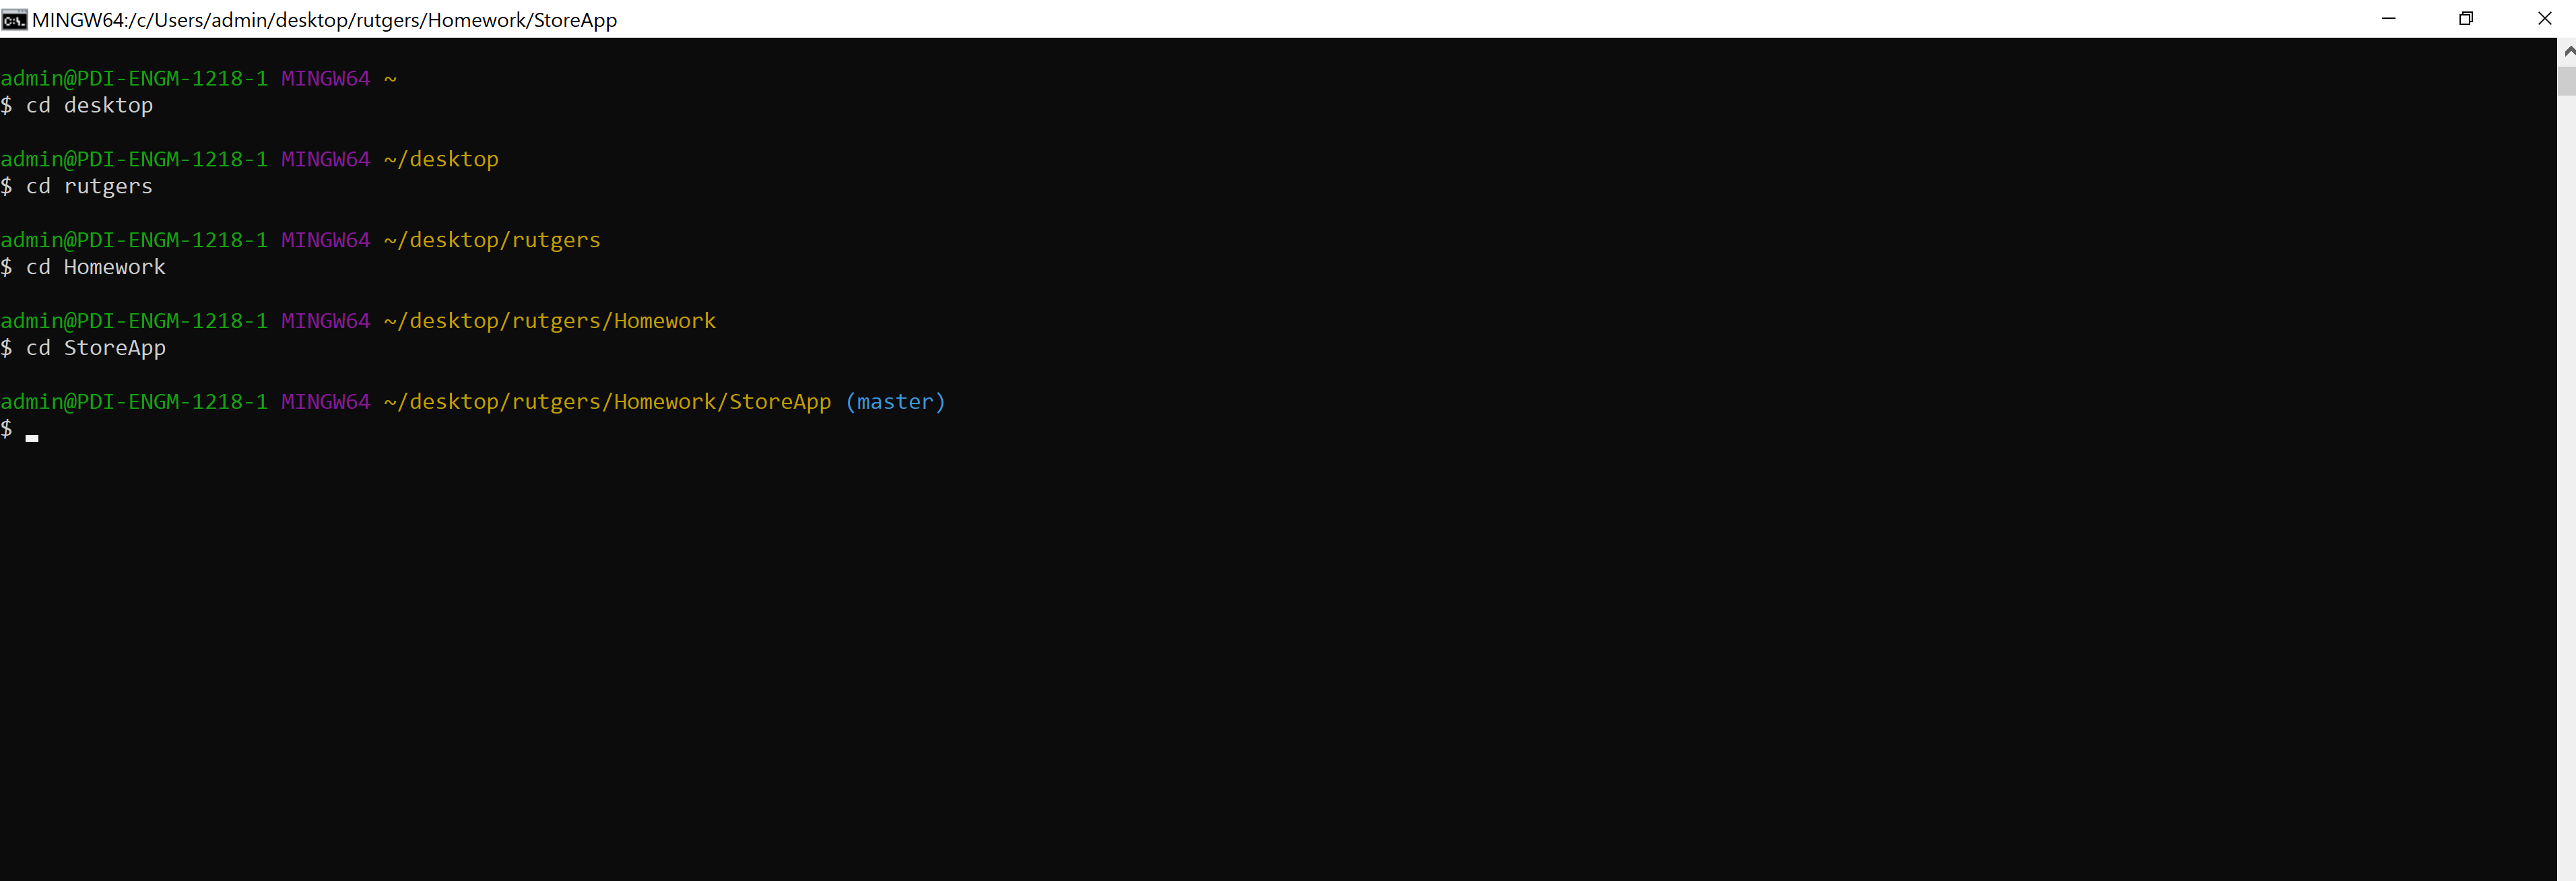 MINGW64:/c/Users/admin/desktop/rutgers/Homework/StoreApp
admin@PDI-ENGM-1218-1 MINGW64 ~
$ cd desktop
admin@PDI-ENGM-1218-1 MINGW64 ~/desktop
$ cd rutgers
admin@PDI-ENGM-1218-1 MINGW64 ~/desktop/rutgers
$ cd Homework
admin@PDI-ENGM-1218-1 MINGW64 ~/desktop/rutgers/Homework
$ cd StoreApp
admin@PDI-ENGM-1218-1 MINGW64 ~/desktop/rutgers/Homework/StoreApp (master)
$